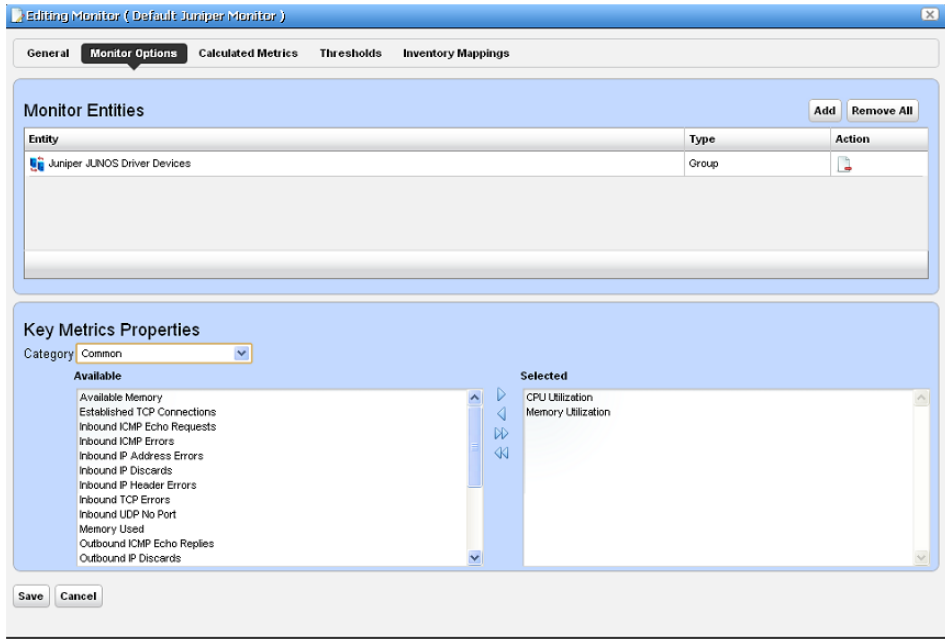 Editing Monitor ( Default Juniper Monitor )
General Monitor Options Calculated Metrics Thresholds Inventory Mappings
Monitor Entities
Add Remove All
Entity Type Action
Juniper JUNOS Driver Devices Group
Key Metrics Properties
Category Common
Available
Available Memory
Established TCP Connections
Inbound ICMP Echo Requests
Inbound ICMP Errors
Inbound IP Address Errors
Inbound IP Discards
Inbound IP Header Errors
Inbound TCP Errors
Inbound UDP No Port
Memory Used
Outbound ICMP Echo Replies
Outbound IP Discards
Selected
CPU Utilization
Memory Utilization
Save Cancel